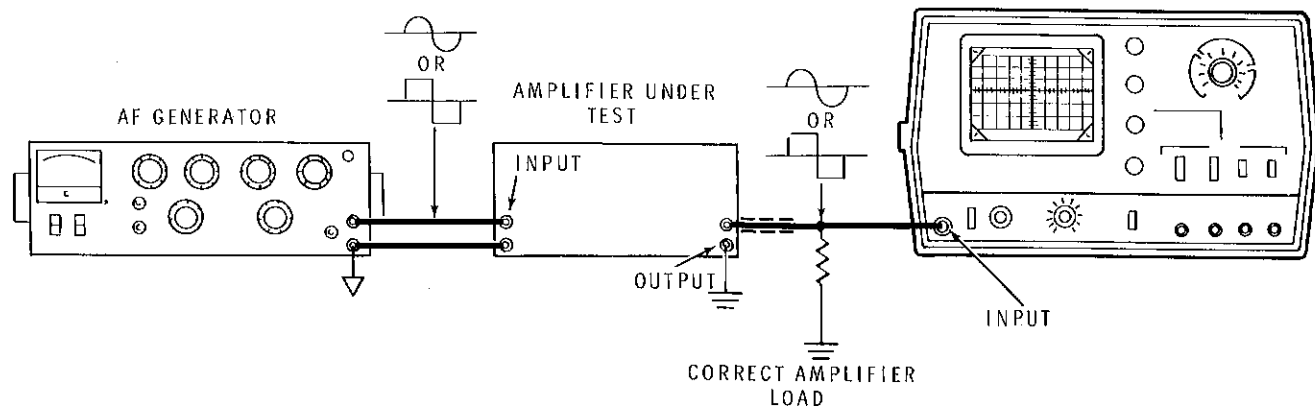 OR
AF GENERATOR
AMPLIFIER UNDER
TEST
INPUT
OUTPUT
OR
INPUT
CORRECT AMPLIFIER
LOAD